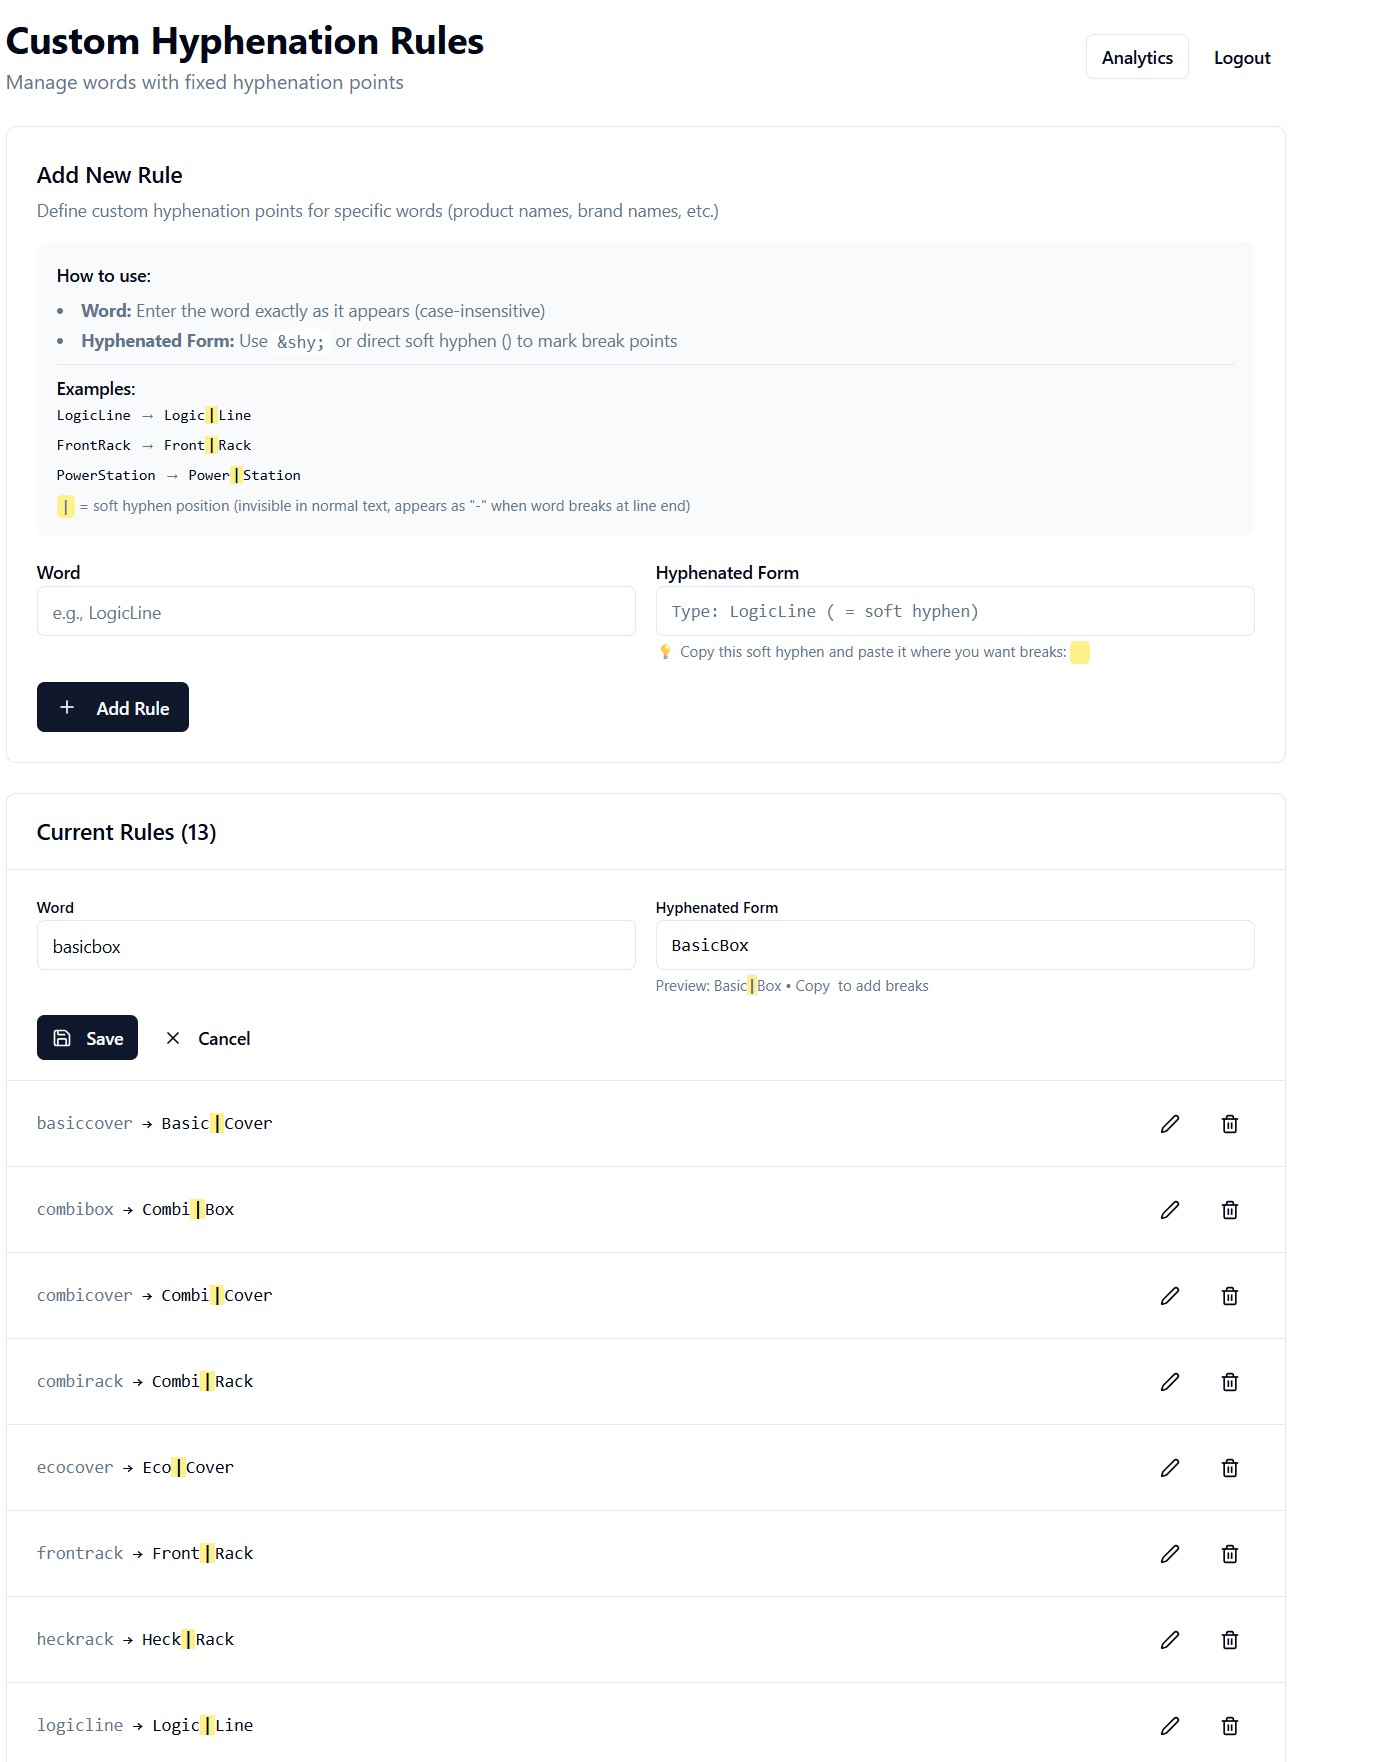 Custom Hyphenation Rules
Manage words with fixed hyphenation points
Analytics
Logout
Add New Rule
Define custom hyphenation points for specific words (product names, brand names, etc.)
How to use:
• Word: Enter the word exactly as it appears (case-insensitive)
• Hyphenated Form: Use &shy; or direct soft hyphen () to mark break points
Examples:
LogicLine → Logic|Line
FrontRack → Front|Rack
PowerStation → Power|Station
| = soft hyphen position (invisible in normal text, appears as "-" when word breaks at line end)
Word
Hyphenated Form
e.g., LogicLine
Type: LogicLine ( = soft hyphen)
💡 Copy this soft hyphen and paste it where you want breaks:
+ Add Rule
Current Rules (13)
Word
Hyphenated Form
basicbox
BasicBox
Preview: Basic|Box • Copy to add breaks
Save
Cancel
basiccover → Basic|Cover
combibox → Combi|Box
combicover → Combi|Cover
combirack → Combi|Rack
ecocover → Eco|Cover
frontrack → Front|Rack
heckrack → Heck|Rack
logicline → Logic|Line